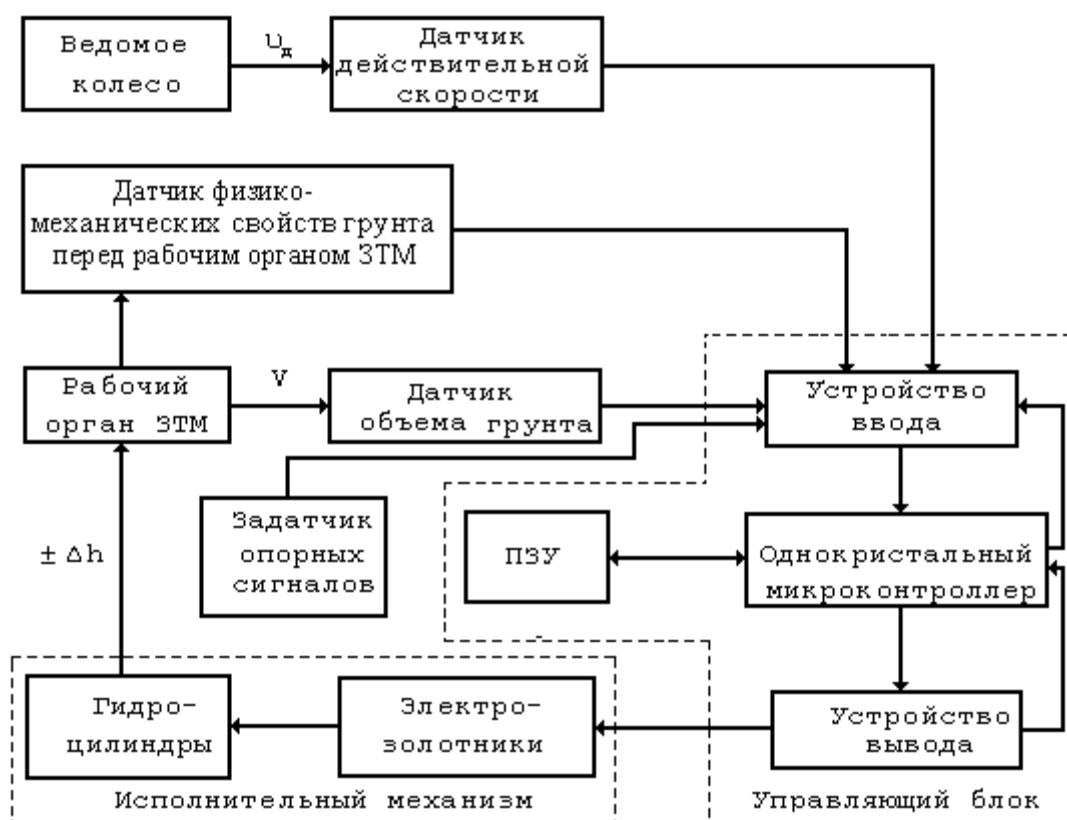 Ведомое
колесо
υд
Датчик
действительной
скорости
Датчик физико-
механических свойств грунта
перед рабочим органом ЗТМ
Рабочий
орган ЗТМ
V
Датчик
объема грунта
Устройство
ввода
Задатчик
опорных
сигналов
ПЗУ
Однокристальный
микроконтроллер
± Δh
Гидро-
цилиндры
Электро-
золотники
Устройство
вывода
Исполнительный механизм
Управляющий блок